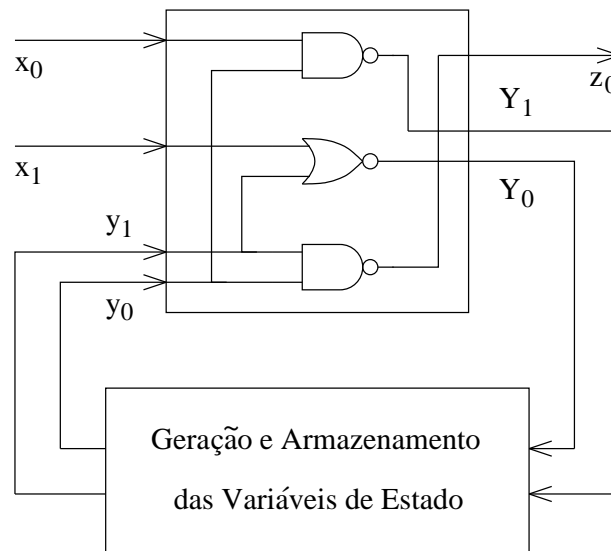 x0
z0
Y1
x1
Y0
y1
y0
Geração e Armazenamento
das Variáveis de Estado